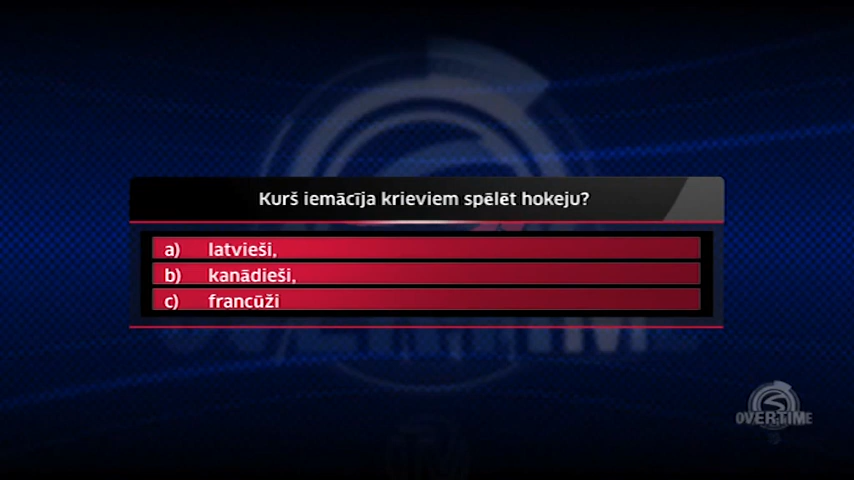 Kurš iemācīja krieviem spēlēt hokeju?
a) latvieši,
b) kanādieši,
c) francūži
OVERTIME